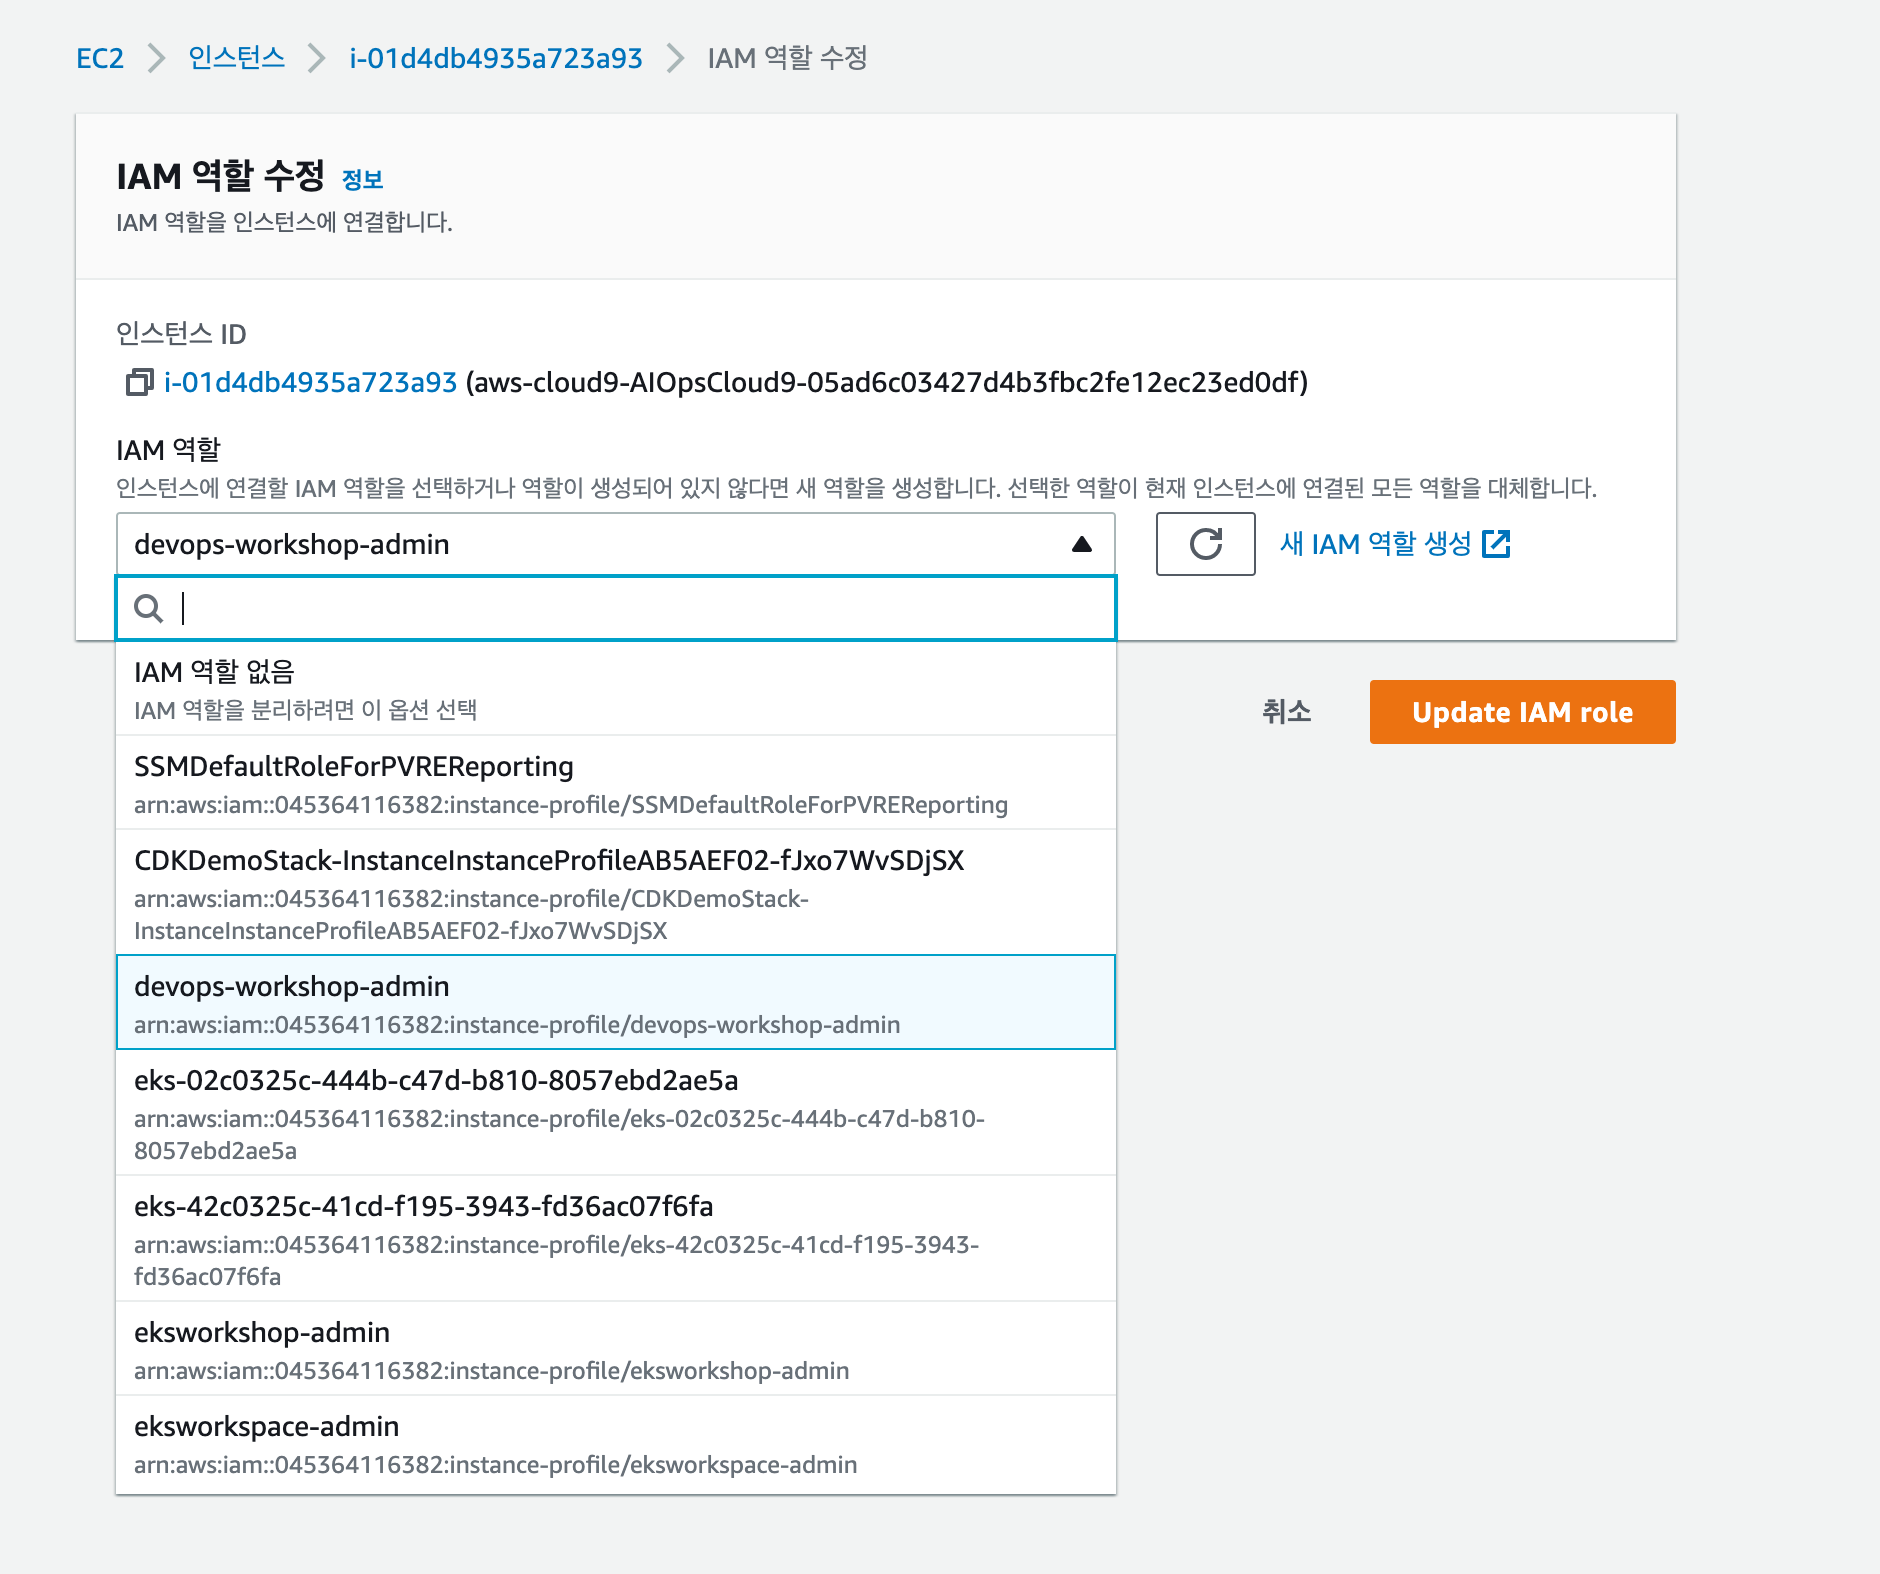 EC2 인스턴스 i-01d4db4935a723a93 IAM 역할 수정
IAM 역할 수정 정보
IAM 역할을 인스턴스에 연결합니다.
인스턴스 ID
i-01d4db4935a723a93 (aws-cloud9-AIOpsCloud9-05ad6c03427d4b3fbc2fe12ec23ed0df)
IAM 역할
인스턴스에 연결할 IAM 역할을 선택하거나 역할이 생성되어 있지 않다면 새 역할을 생성합니다. 선택한 역할이 현재 인스턴스에 연결된 모든 역할을 대체합니다.
devops-workshop-admin
새 IAM 역할 생성
IAM 역할 없음
IAM 역할을 분리하려면 이 옵션 선택
취소
Update IAM role
SSMDefaultRoleForPVREReporting
arn:aws:iam::045364116382:instance-profile/SSMDefaultRoleForPVREReporting
CDKDemoStack-InstanceInstanceProfileAB5AEF02-fJxo7WvSDjSX
arn:aws:iam::045364116382:instance-profile/CDKDemoStack-
InstanceInstanceProfileAB5AEF02-fJxo7WvSDjSX
devops-workshop-admin
arn:aws:iam::045364116382:instance-profile/devops-workshop-admin
eks-02c0325c-444b-c47d-b810-8057ebd2ae5a
arn:aws:iam::045364116382:instance-profile/eks-02c0325c-444b-c47d-b810-
8057ebd2ae5a
eks-42c0325c-41cd-f195-3943-fd36ac07f6fa
arn:aws:iam::045364116382:instance-profile/eks-42c0325c-41cd-f195-3943-
fd36ac07f6fa
eksworkshop-admin
arn:aws:iam::045364116382:instance-profile/eksworkshop-admin
eksworkspace-admin
arn:aws:iam::045364116382:instance-profile/eksworkspace-admin